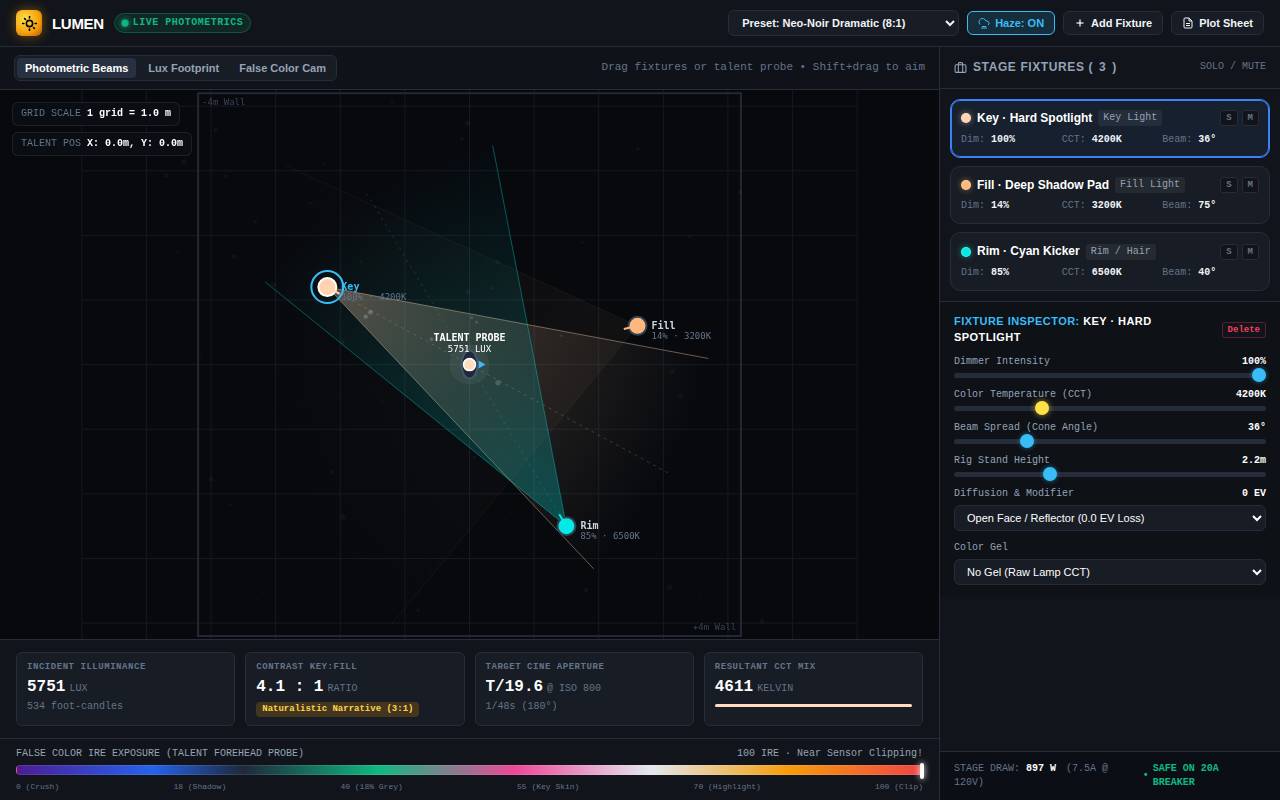 LUMEN
LIVE PHOTOMETRICS
Preset: Neo-Noir Dramatic (8:1)
Haze: ON
Add Fixture
Plot Sheet
Photometric Beams
Lux Footprint
False Color Cam
Drag fixtures or talent probe • Shift+drag to aim
GRID SCALE 1 grid = 1.0 m
TALENT POS X: 0.0m, Y: 0.0m
-4m Wall
Key
100% · 4200K
Fill
14% · 3200K
TALENT PROBE
5751 LUX
Rim
85% · 6500K
+4m Wall
INCIDENT ILLUMINANCE
5751 LUX
534 foot-candles
CONTRAST KEY:FILL
4.1 : 1 RATIO
Naturalistic Narrative (3:1)
TARGET CINE APERTURE
T/19.6 @ ISO 800
1/48s (180°)
RESULTANT CCT MIX
4611 KELVIN
FALSE COLOR IRE EXPOSURE (TALENT FOREHEAD PROBE)
100 IRE · Near Sensor Clipping!
0 (Crush)
18 (Shadow)
40 (18% Grey)
55 (Key Skin)
70 (Highlight)
100 (Clip)
STAGE FIXTURES ( 3 )
SOLO / MUTE
Key · Hard Spotlight
Key Light
S
M
Dim: 100%
CCT: 4200K
Beam: 36°
Fill · Deep Shadow Pad
Fill Light
S
M
Dim: 14%
CCT: 3200K
Beam: 75°
Rim · Cyan Kicker
Rim / Hair
S
M
Dim: 85%
CCT: 6500K
Beam: 40°
FIXTURE INSPECTOR: KEY · HARD
SPOTLIGHT
Delete
Dimmer Intensity
100%
Color Temperature (CCT)
4200K
Beam Spread (Cone Angle)
36°
Rig Stand Height
2.2m
Diffusion & Modifier
0 EV
Open Face / Reflector (0.0 EV Loss)
Color Gel
No Gel (Raw Lamp CCT)
STAGE DRAW: 897 W (7.5A @
120V)
• SAFE ON 20A
BREAKER